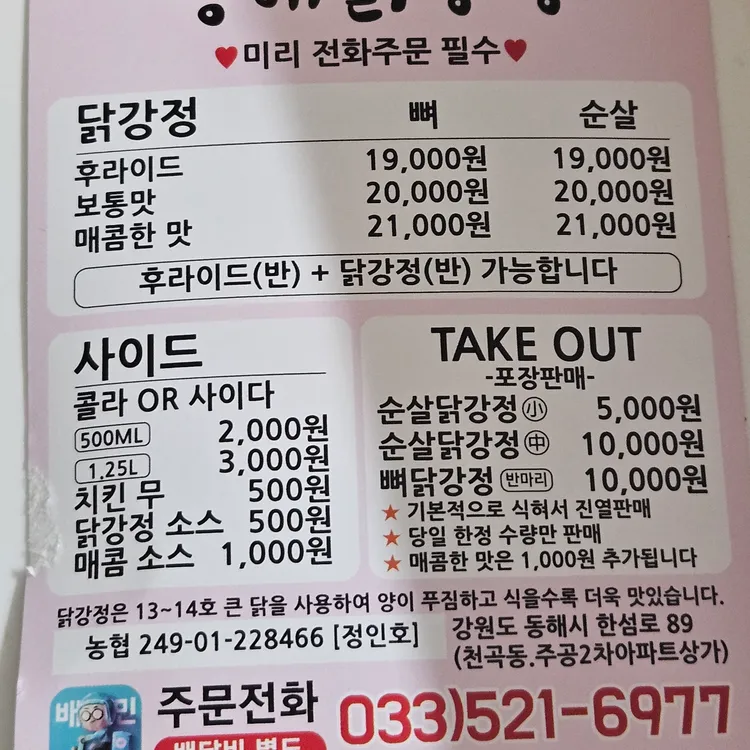 ♥미리 전화주문 필수♥
닭강정 뼈 순살
후라이드 19,000원 19,000원
보통맛 20,000원 20,000원
매콤한 맛 21,000원 21,000원
후라이드(반) + 닭강정(반) 가능합니다
사이드
콜라 OR 사이다
500ML 2,000원
1,25L 3,000원
치킨 무 500원
닭강정 소스 500원
매콤 소스 1,000원
TAKE OUT
-포장판매-
순살닭강정 小 5,000원
순살닭강정 中 10,000원
뼈닭강정 반마리 10,000원
★ 기본적으로 식혀서 진열판매
★ 당일 한정 수량만 판매
★ 매콤한 맛은 1,000원 추가됩니다
닭강정은 13~14호 큰 닭을 사용하여 양이 푸짐하고 식을수록 더욱 맛있습니다.
농협 249-01-228466 [정인호]
강원도 동해시 한섬로 89
(천곡동.주공2차아파트상가)
주문전화 033)521-6977
배달비 별도